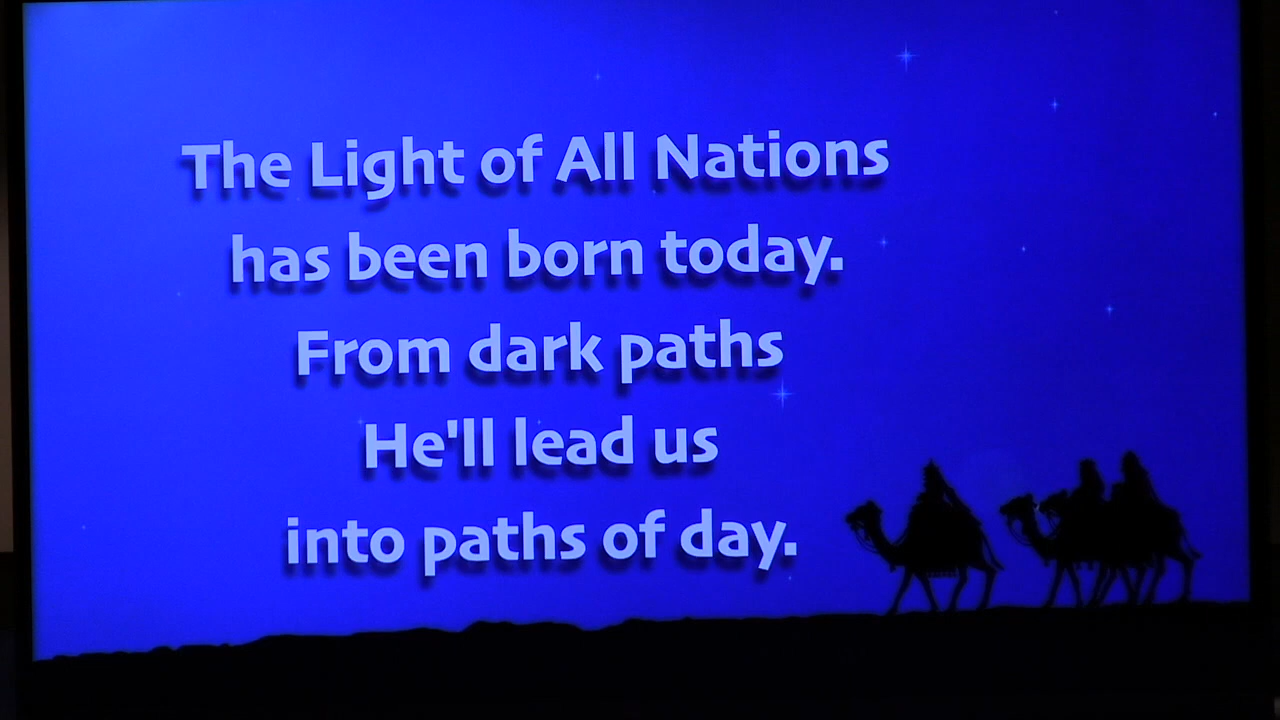 The Light of All Nations
has been born today.
From dark paths
He'll lead us
into paths of day.